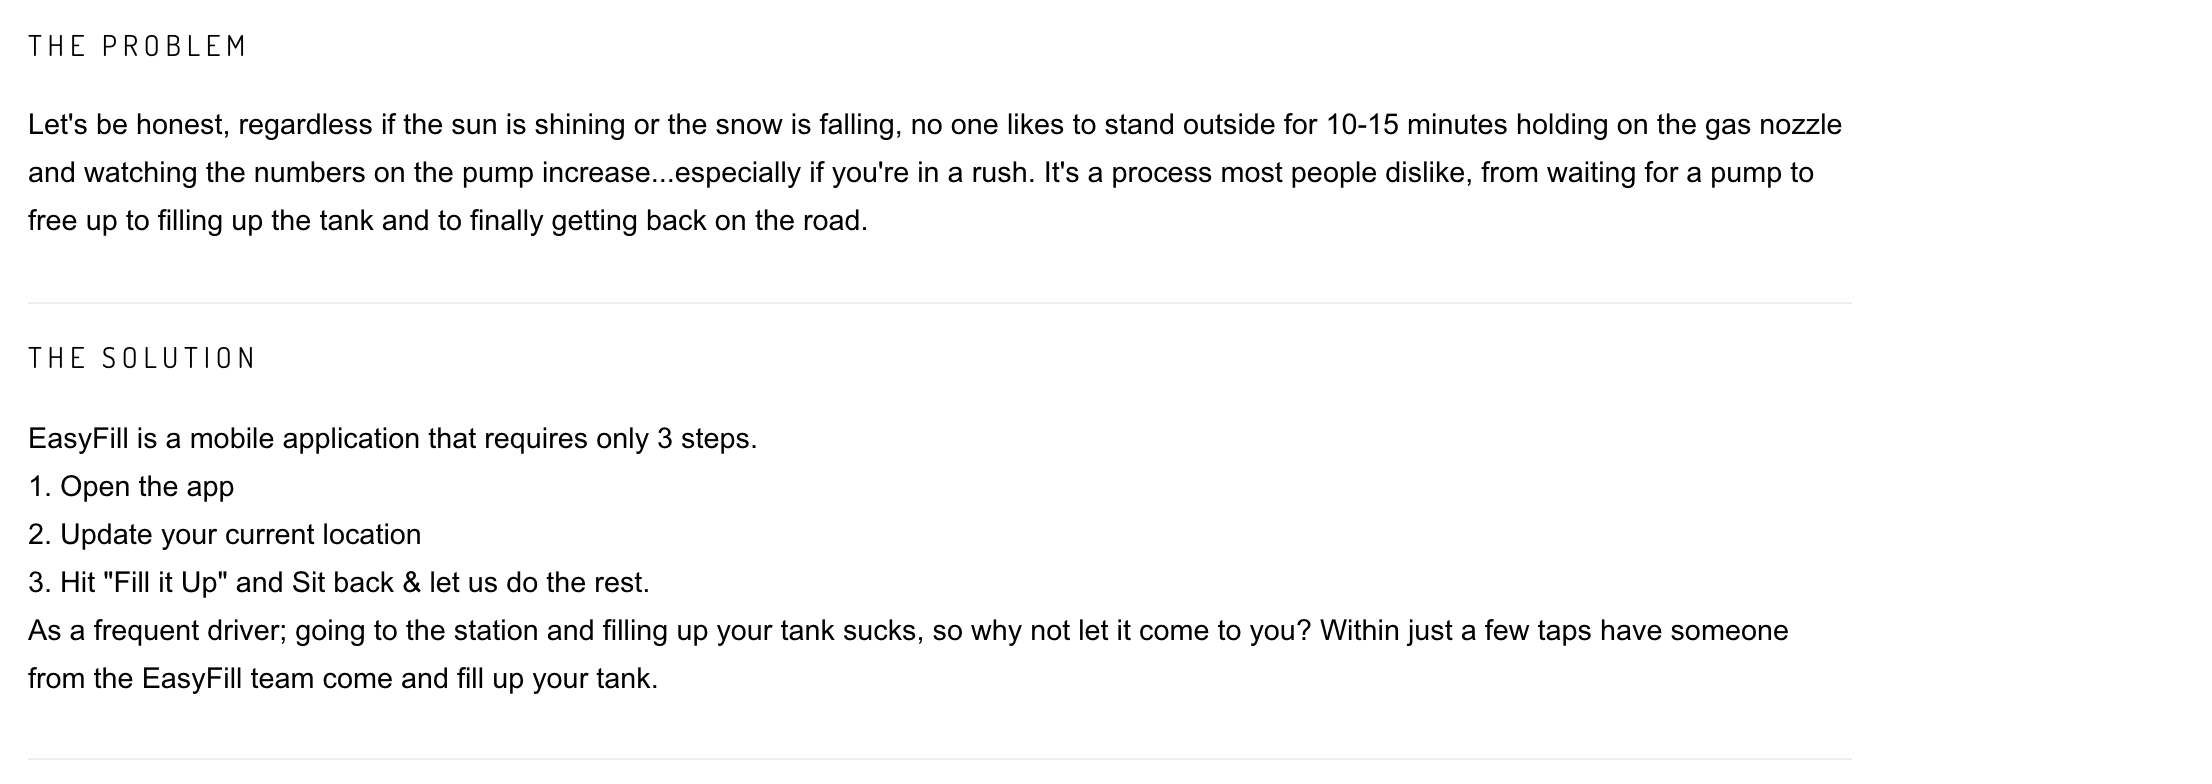 THE PROBLEM
Let's be honest, regardless if the sun is shining or the snow is falling, no one likes to stand outside for 10-15 minutes holding on the gas nozzle
and watching the numbers on the pump increase...especially if you're in a rush. It's a process most people dislike, from waiting for a pump to
free up to filling up the tank and to finally getting back on the road.
THE SOLUTION
EasyFill is a mobile application that requires only 3 steps.
1. Open the app
2. Update your current location
3. Hit "Fill it Up" and Sit back & let us do the rest.
As a frequent driver; going to the station and filling up your tank sucks, so why not let it come to you? Within just a few taps have someone
from the EasyFill team come and fill up your tank.